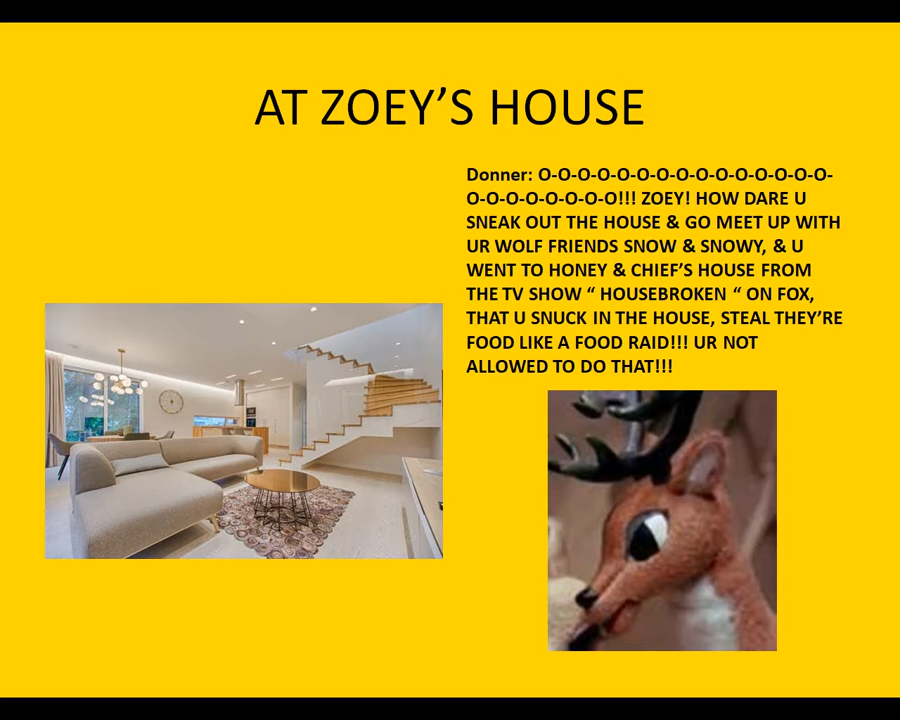 AT ZOEY’S HOUSE
Donner: O-O-O-O-O-O-O-O-O-O-O-O-O-O-O-
O-O-O-O-O-O-O-O!!! ZOEY! HOW DARE U
SNEAK OUT THE HOUSE & GO MEET UP WITH
UR WOLF FRIENDS SNOW & SNOWY, & U
WENT TO HONEY & CHIEF’S HOUSE FROM
THE TV SHOW “ HOUSEBROKEN “ ON FOX,
THAT U SNUCK IN THE HOUSE, STEAL THEY’RE
FOOD LIKE A FOOD RAID!!! UR NOT
ALLOWED TO DO THAT!!!